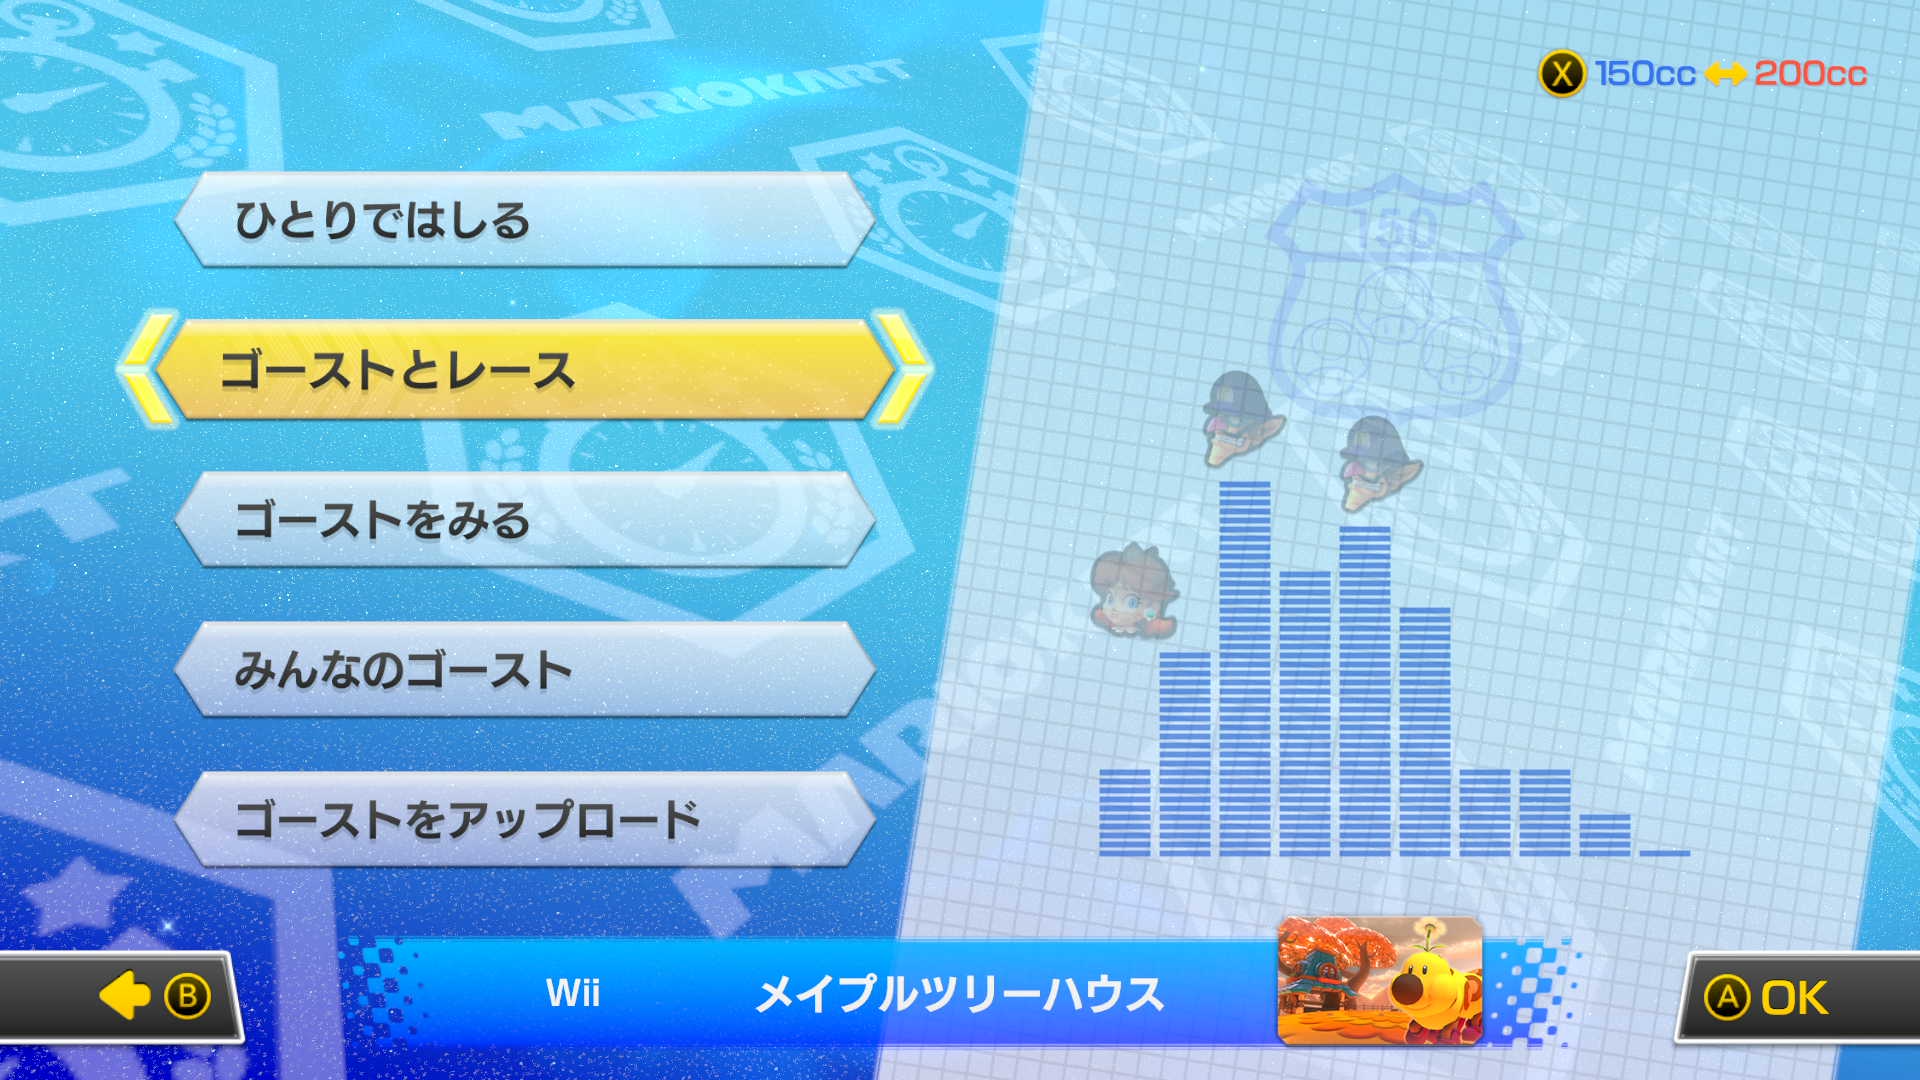 MARIOKART
X 150cc 200cc
150
ひとりではしる
ゴーストとレース
ゴーストをみる
みんなのゴースト
ゴーストをアップロード
B
Wii メイプルツリーハウス
A OK